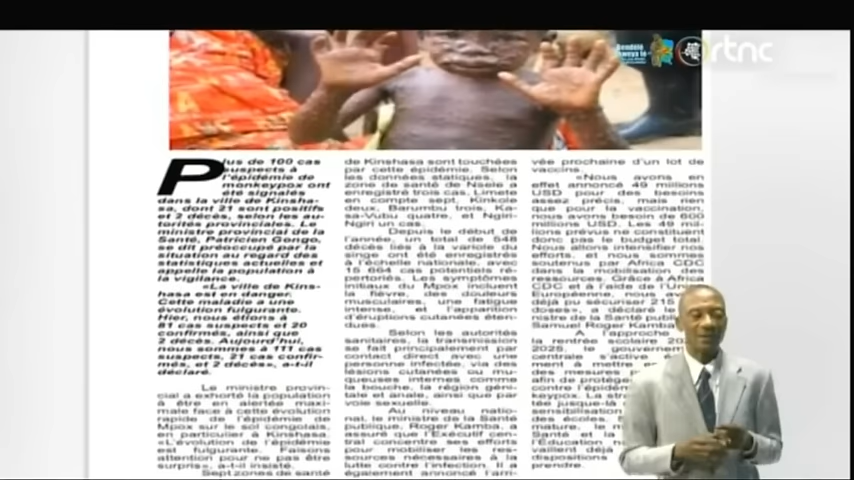 rtnc
Plus de 100 cas
suspects à
l'épidémie de
monkeypox ont
été signalés
dans la ville de Kinsha-
sa, dont 21 sont positifs
et 2 décès, selon les au-
torités provinciales. Le
ministre provincial de la
Santé, Patricien Gongo,
se dit préoccupé par la
situation au regard des
statistiques actuelles et
appelle la population à
la vigilance.
«La ville de Kins-
hasa est en danger.
Cette maladie a une
évolution fulgurante.
Hier, nous étions à
81 cas suspects et 20
confirmés, ainsi que
2 décès. Aujourd'hui,
nous sommes à 111 cas
suspects, 21 cas confir-
més, et 2 décès», a-t-il
déclaré.
Le ministre provin-
cial a exhorté la population
à être en alertée maxi-
male face à cette évolution
rapide de l'épidémie de
Mpox sur le sol congolais,
en particulier à Kinshasa.
«L'évolution de l'épidémie
est fulgurante. Faisons
attention pour ne pas être
surpris», a-t-il insisté.
Sept zones de santé
de Kinshasa sont touchées
par cette épidémie. Selon
les données statiques, la
zone de santé de Nsele a
enregistré trois cas, Limete
en compte sept, Kinkole
deux, Barumbu trois, Ka-
sa-Vubu quatre, et Ngiri-
Ngiri un cas.
Depuis le début de
l'année, un total de 548
décès liés à la variole du
singe ont été enregistrés
à l'échelle nationale, avec
15 664 cas potentiels ré-
pertoriés. Les symptômes
initiaux du Mpox incluent
la fièvre, des douleurs
musculaires, une fatigue
intense, et l'apparition
d'éruptions cutanées éten-
dues.
Selon les autorités
sanitaires, la transmission
se fait principalement par
contact direct avec une
personne infectée, via des
lésions cutanées ou mu-
queuses internes comme
la bouche, la région géni-
tale et anale, ainsi que par
voie sexuelle.
Au niveau natio-
nal, le ministre de la Santé
publique, Roger Kamba, a
assuré que l'Exécutif cen-
tral concentre ses efforts
pour mobiliser les res-
sources nécessaires à la
lutte contre l'infection. Il a
également annoncé l'arri-
vée prochaine d'un lot de
vaccins.
«Nous avons en
effet annoncé 49 millions
USD pour des besoins
assez précis, mais rien
que pour la vaccination,
nous avons besoin de 600
millions USD. Les 49 mil-
lions prévus ne constituent
donc pas le budget total.
Nous allons intensifier nos
efforts, et nous sommes
soutenus par Africa CDC
dans la mobilisation des
ressources. Grâce à Africa
CDC et à l'aide de l'Union
Européenne, nous av
déjà pu sécuriser 215
doses», a déclaré le
nistre de la Santé publi
Samuel Roger Kamba
A l'approche
la rentrée scolaire 202
2025, le gouvernem
centrale s'active é
ment à mettre e
des mesures
afin de protége
contre l'épidém
keypox. La str
tée jusque-là
sensibilisation
des écoles. E
mature, le m
Santé et la
l'Éducation n
vaillent déjà
dispositions
prendre.